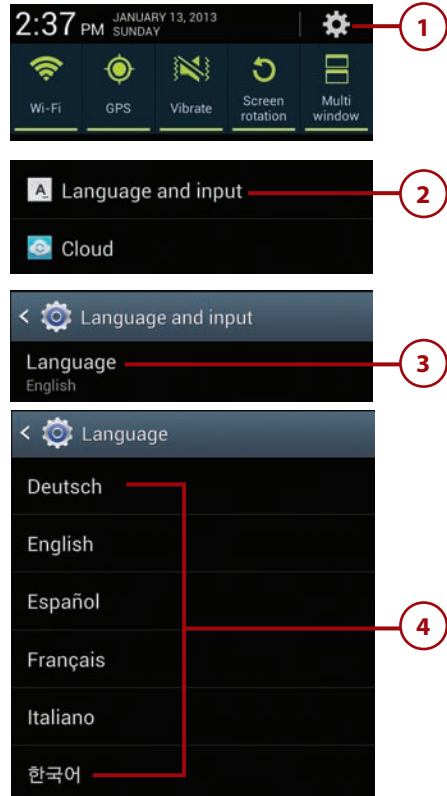 2:37 PM JANUARY 13, 2013
SUNDAY
1
Wi-Fi GPS Vibrate Screen rotation Multi window
A Language and input
2
Cloud
< Language and input
Language
3
English
< Language
Deutsch
English
Español
4
Français
Italiano
한국어